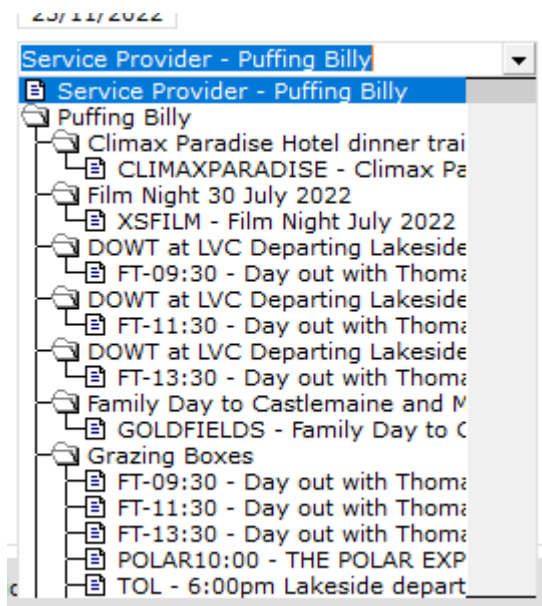 23/11/2022
Service Provider - Puffing Billy
Service Provider - Puffing Billy
Puffing Billy
Climax Paradise Hotel dinner trai
CLIMAXPARADISE - Climax Pa
Film Night 30 July 2022
XSFILM - Film Night July 2022
DOWT at LVC Departing Lakeside
FT-09:30 - Day out with Thoma
DOWT at LVC Departing Lakeside
FT-11:30 - Day out with Thoma
DOWT at LVC Departing Lakeside
FT-13:30 - Day out with Thoma
Family Day to Castlemaine and M
GOLDFIELDS - Family Day to C
Grazing Boxes
FT-09:30 - Day out with Thoma
FT-11:30 - Day out with Thoma
FT-13:30 - Day out with Thoma
POLAR10:00 - THE POLAR EXP
TOL - 6:00pm Lakeside depart